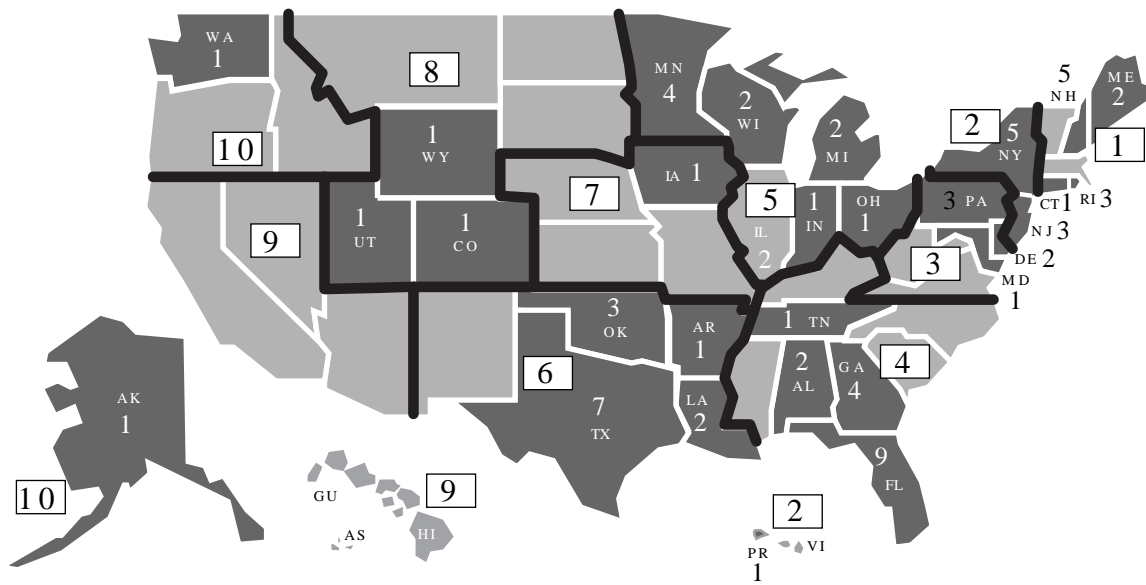 WA
1
8
MN
4
2
WI
2
MI
5
NH
ME
2
2
5
NY
1
10
1
WY
7
IA 1
5
IL
2
1
IN
OH
1
3 PA
CT 1
RI 3
NJ 3
DE 2
MD
1
9
1
UT
1
CO
3
3
OK
AR
1
1 TN
4
6
2
AL
GA
4
7
TX
LA
2
9
FL
AK
1
10
GU
9
AS
HI
2
PR
1
VI